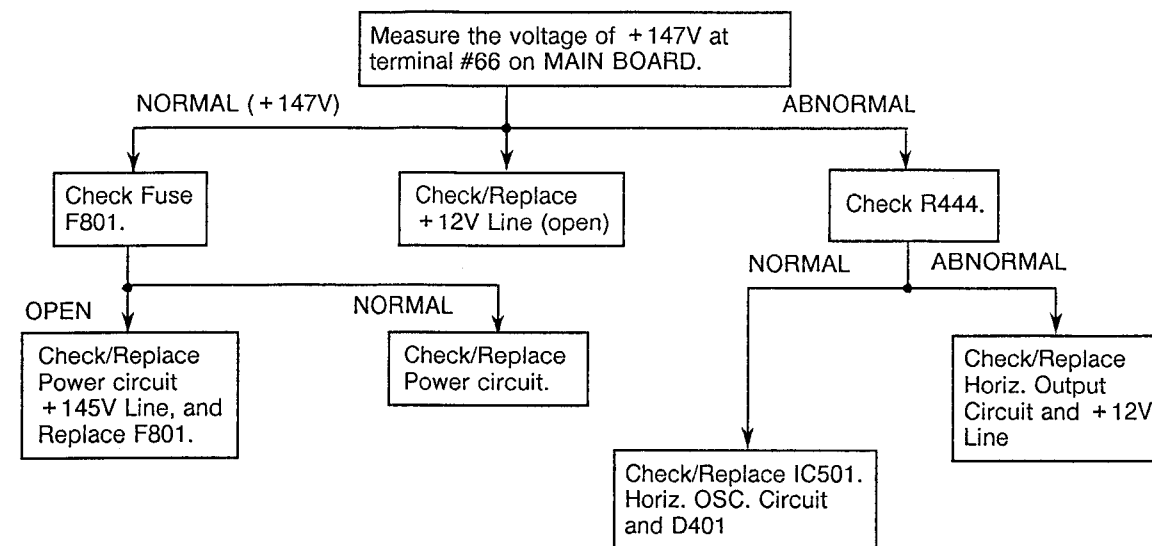 Measure the voltage of +147V at
terminal #66 on MAIN BOARD.
NORMAL (+147V)
ABNORMAL
Check Fuse
F801.
Check/Replace
+12V Line (open)
Check R444.
NORMAL
ABNORMAL
OPEN
NORMAL
Check/Replace
Power circuit
+145V Line, and
Replace F801.
Check/Replace
Power circuit.
Check/Replace
Horiz. Output
Circuit and +12V
Line
Check/Replace IC501.
Horiz. OSC. Circuit
and D401